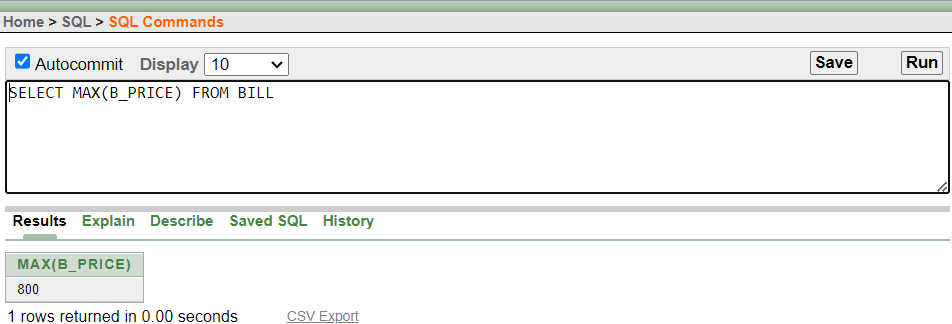 Home > SQL > SQL Commands
Autocommit Display 10 Save Run
SELECT MAX(B_PRICE) FROM BILL
Results Explain Describe Saved SQL History
MAX(B_PRICE)
800
1 rows returned in 0.00 seconds CSV Export